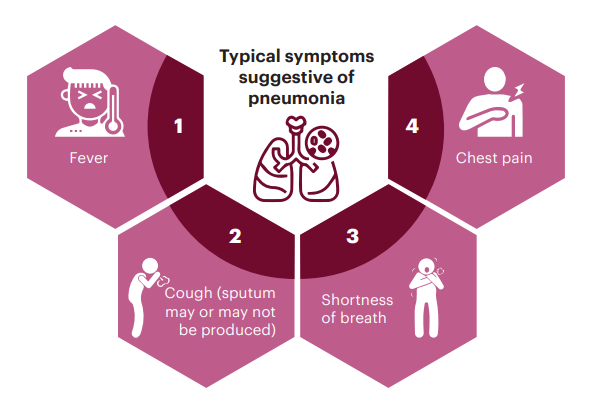 Typical symptoms
suggestive of
pneumonia
1
Fever
2
Cough (sputum
may or may not
be produced)
3
Shortness
of breath
4
Chest pain